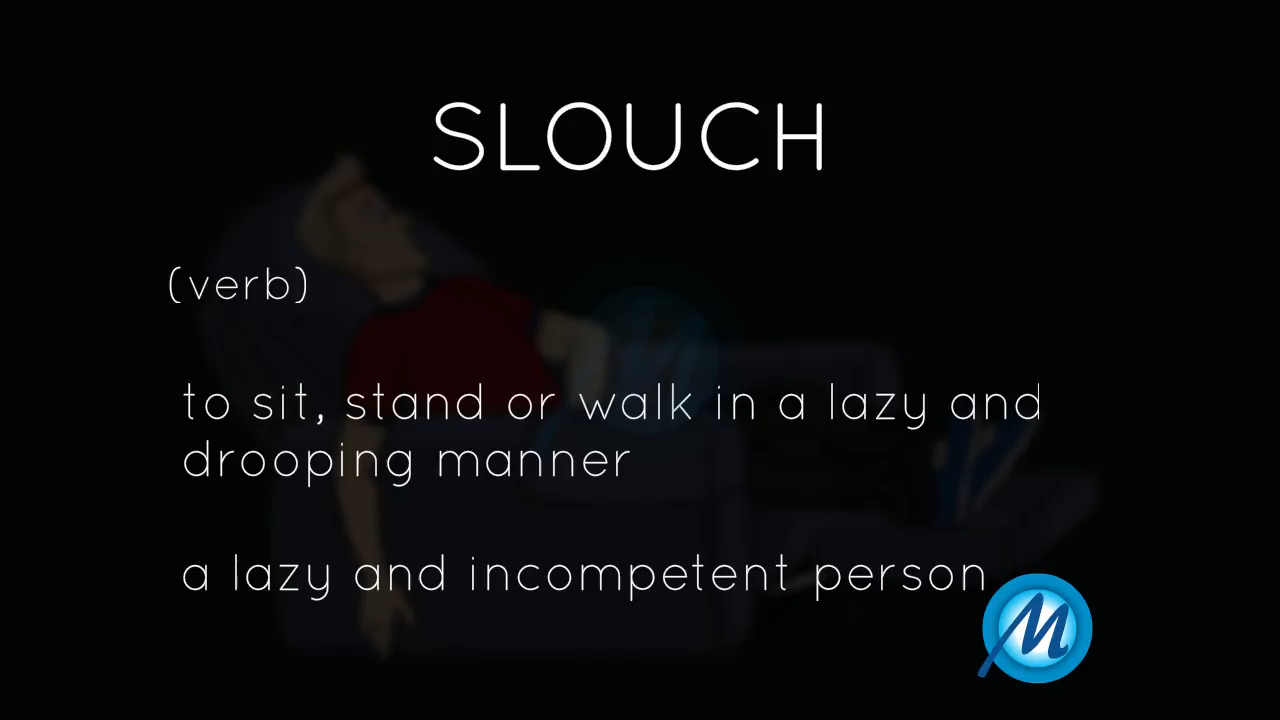 SLOUCH
(verb)
to sit, stand or walk in a lazy and
drooping manner
a lazy and incompetent person
M